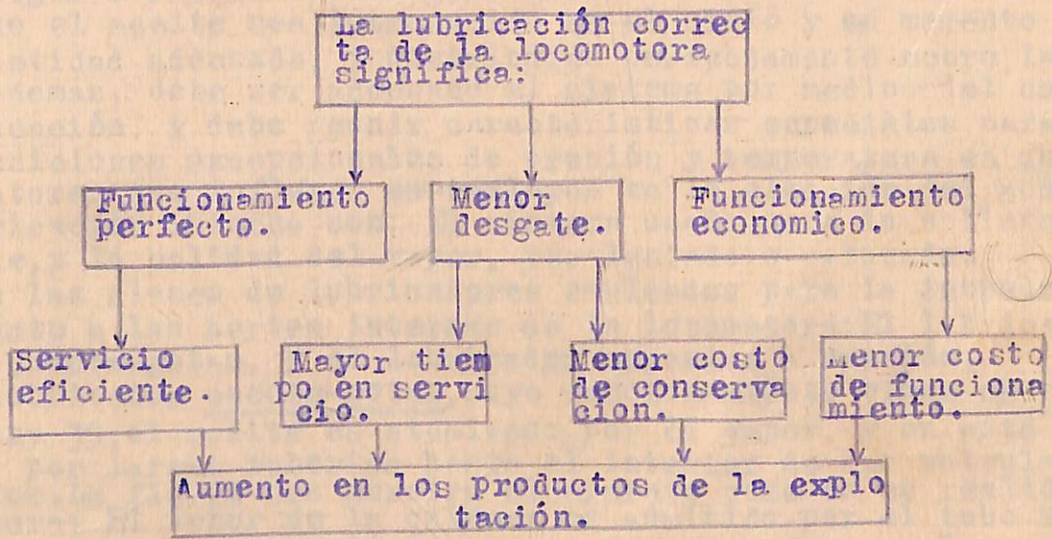 La lubricación correc
ta de la locomotora
significa:
Funcionamiento
perfecto.
Menor
desgate.
Funcionamiento
economico.
Servicio
eficiente.
Mayor tiem
po en servi
cio.
Menor costo
de conserva
cion.
Menor costo
de funciona
miento.
Aumento en los productos de la explo
tación.